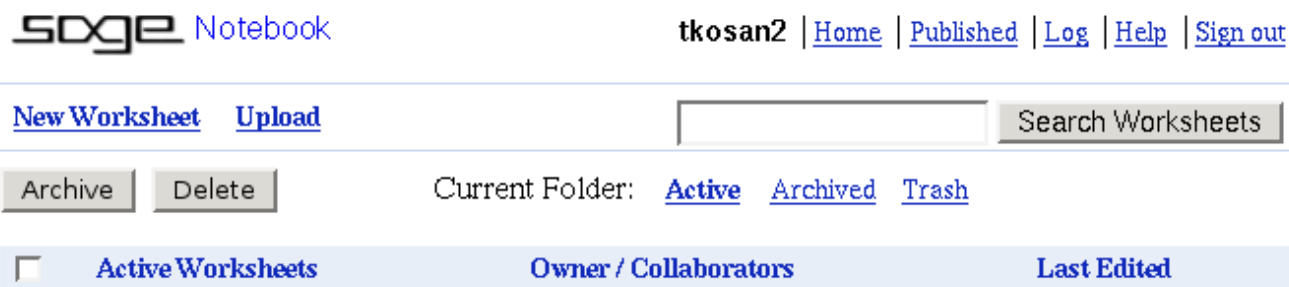 SAGE Notebook tkosan2 | Home | Published | Log | Help | Sign out
New Worksheet Upload Search Worksheets
Archive Delete Current Folder: Active Archived Trash
Active Worksheets Owner / Collaborators Last Edited